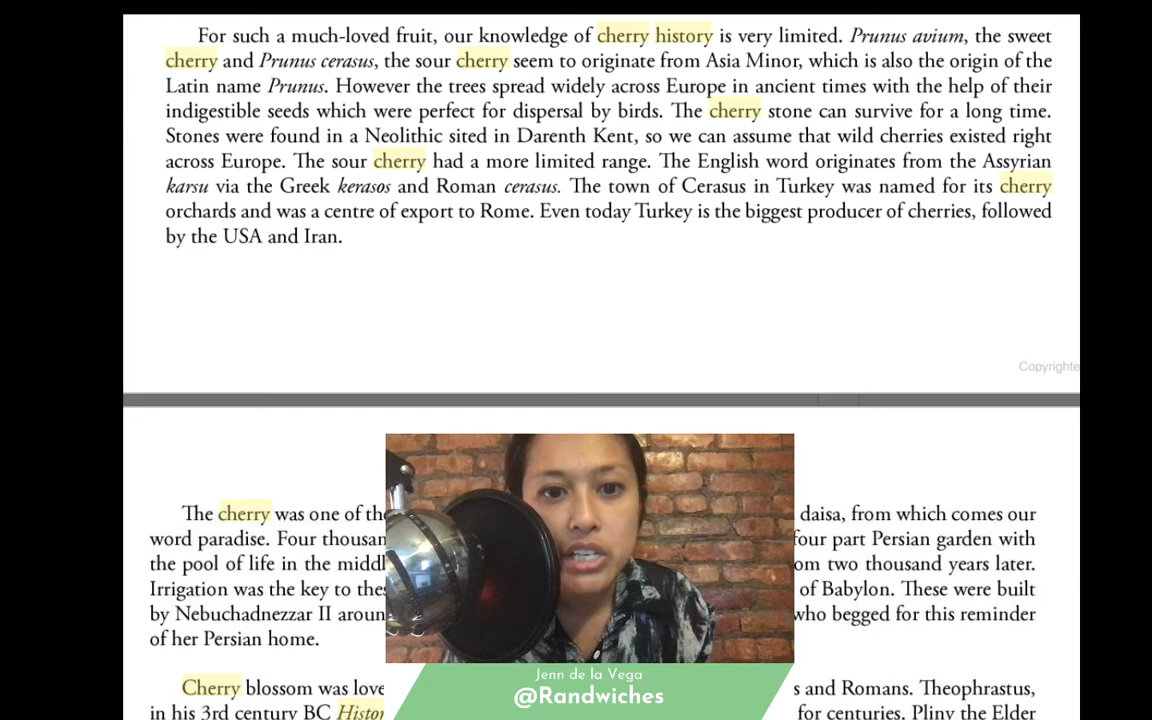 For such a much-loved fruit, our knowledge of cherry history is very limited. Prunus avium, the sweet
cherry and Prunus cerasus, the sour cherry seem to originate from Asia Minor, which is also the origin of the
Latin name Prunus. However the trees spread widely across Europe in ancient times with the help of their
indigestible seeds which were perfect for dispersal by birds. The cherry stone can survive for a long time.
Stones were found in a Neolithic sited in Darenth Kent, so we can assume that wild cherries existed right
across Europe. The sour cherry had a more limited range. The English word originates from the Assyrian
karsu via the Greek kerasos and Roman cerasus. The town of Cerasus in Turkey was named for its cherry
orchards and was a centre of export to Rome. Even today Turkey is the biggest producer of cherries, followed
by the USA and Iran.
Copyrighte
The cherry was one of the daisa, from which comes our
word paradise. Four thousan four part Persian garden with
the pool of life in the middl om two thousand years later.
Irrigation was the key to thes of Babylon. These were built
by Nebuchadnezzar II aroun who begged for this reminder
of her Persian home.
Cherry blossom was love s and Romans. Theophrastus,
in his 3rd century BC Histor for centuries. Pliny the Elder
Jenn de la Vega
@Randwiches